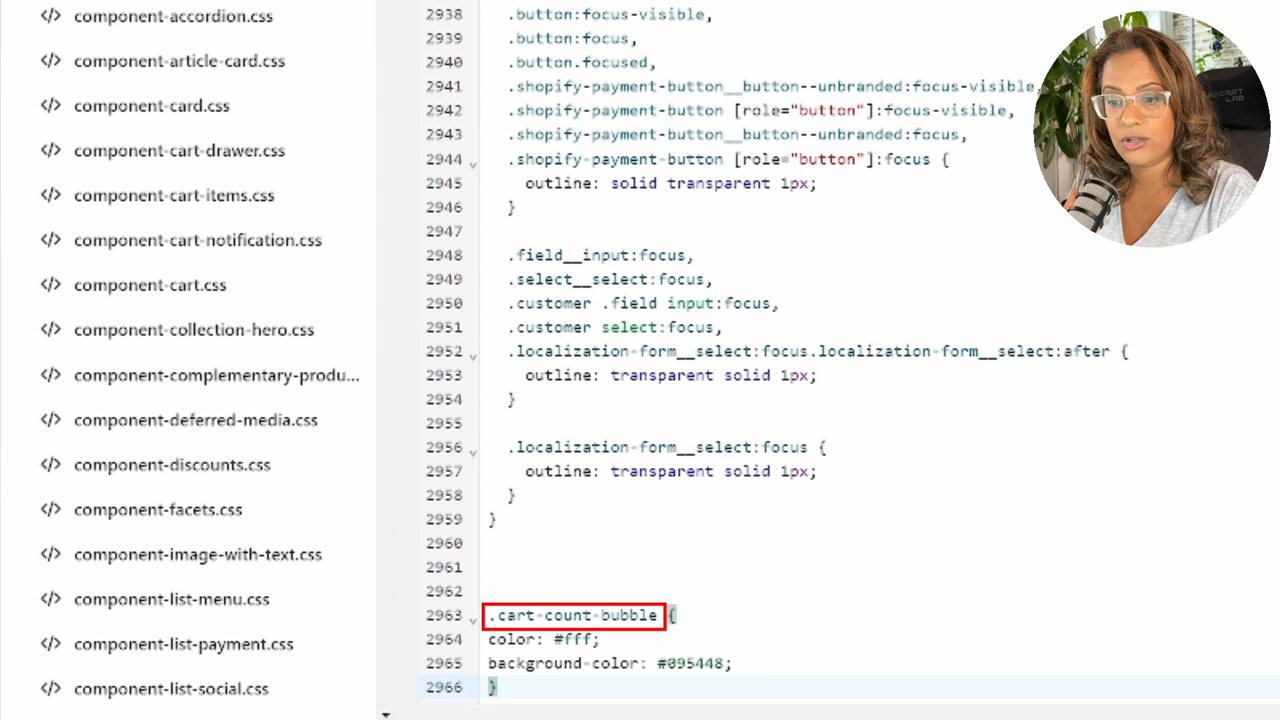 component-accordion.css
component-article-card.css
component-card.css
component-cart-drawer.css
component-cart-items.css
component-cart-notification.css
component-cart.css
component-collection-hero.css
component-complementary-produ...
component-deferred-media.css
component-discounts.css
component-facets.css
component-image-with-text.css
component-list-menu.css
component-list-payment.css
component-list-social.css
2938 .button:focus-visible,
2939 .button:focus,
2940 .button.focused,
2941 .shopify-payment-button__button--unbranded:focus-visible,
2942 .shopify-payment-button [role="button"]:focus-visible,
2943 .shopify-payment-button__button--unbranded:focus,
2944 .shopify-payment-button [role="button"]:focus {
2945 outline: solid transparent 1px;
2946 }
2947
2948 .field__input:focus,
2949 .select__select:focus,
2950 .customer .field input:focus,
2951 .customer select:focus,
2952 .localization-form__select:focus.localization-form__select:after {
2953 outline: transparent solid 1px;
2954 }
2955
2956 .localization-form__select:focus {
2957 outline: transparent solid 1px;
2958 }
2959 }
2960
2961
2962
2963 .cart-count-bubble {
2964 color: #fff;
2965 background-color: #095448;
2966 }